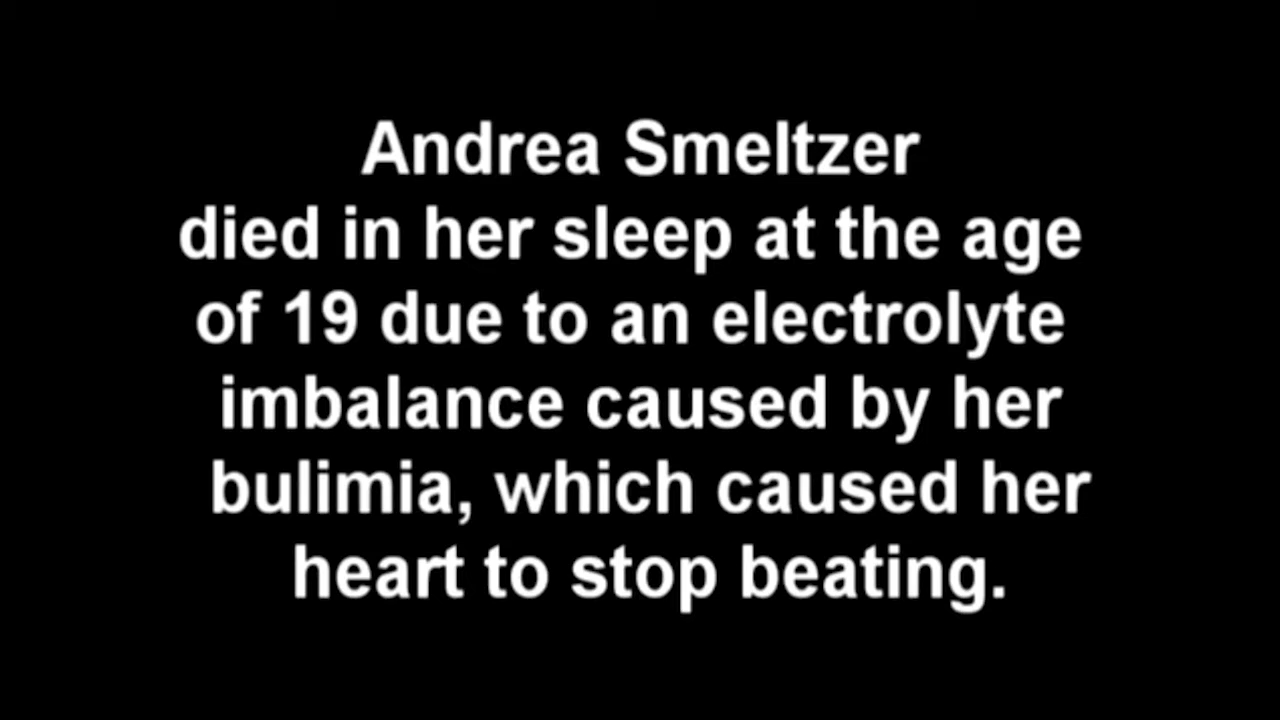 Andrea Smeltzer
died in her sleep at the age
of 19 due to an electrolyte
imbalance caused by her
bulimia, which caused her
heart to stop beating.